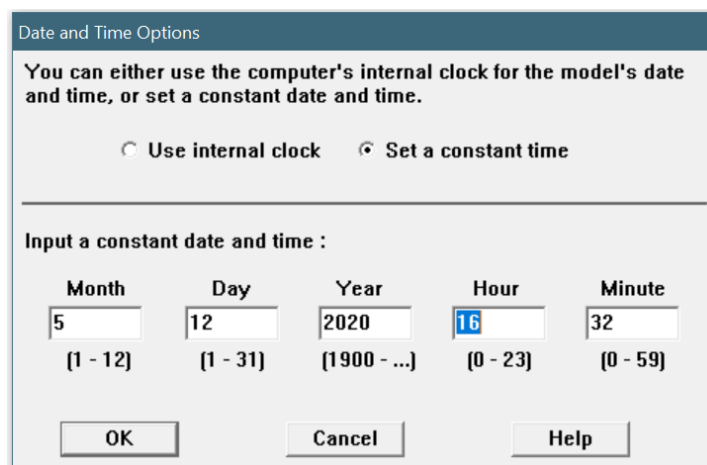 Date and Time Options
You can either use the computer's internal clock for the model's date
and time, or set a constant date and time.
Use internal clock Set a constant time
Input a constant date and time :
Month Day Year Hour Minute
5 12 2020 16 32
(1 - 12) (1 - 31) (1900 - ...) (0 - 23) (0 - 59)
OK Cancel Help